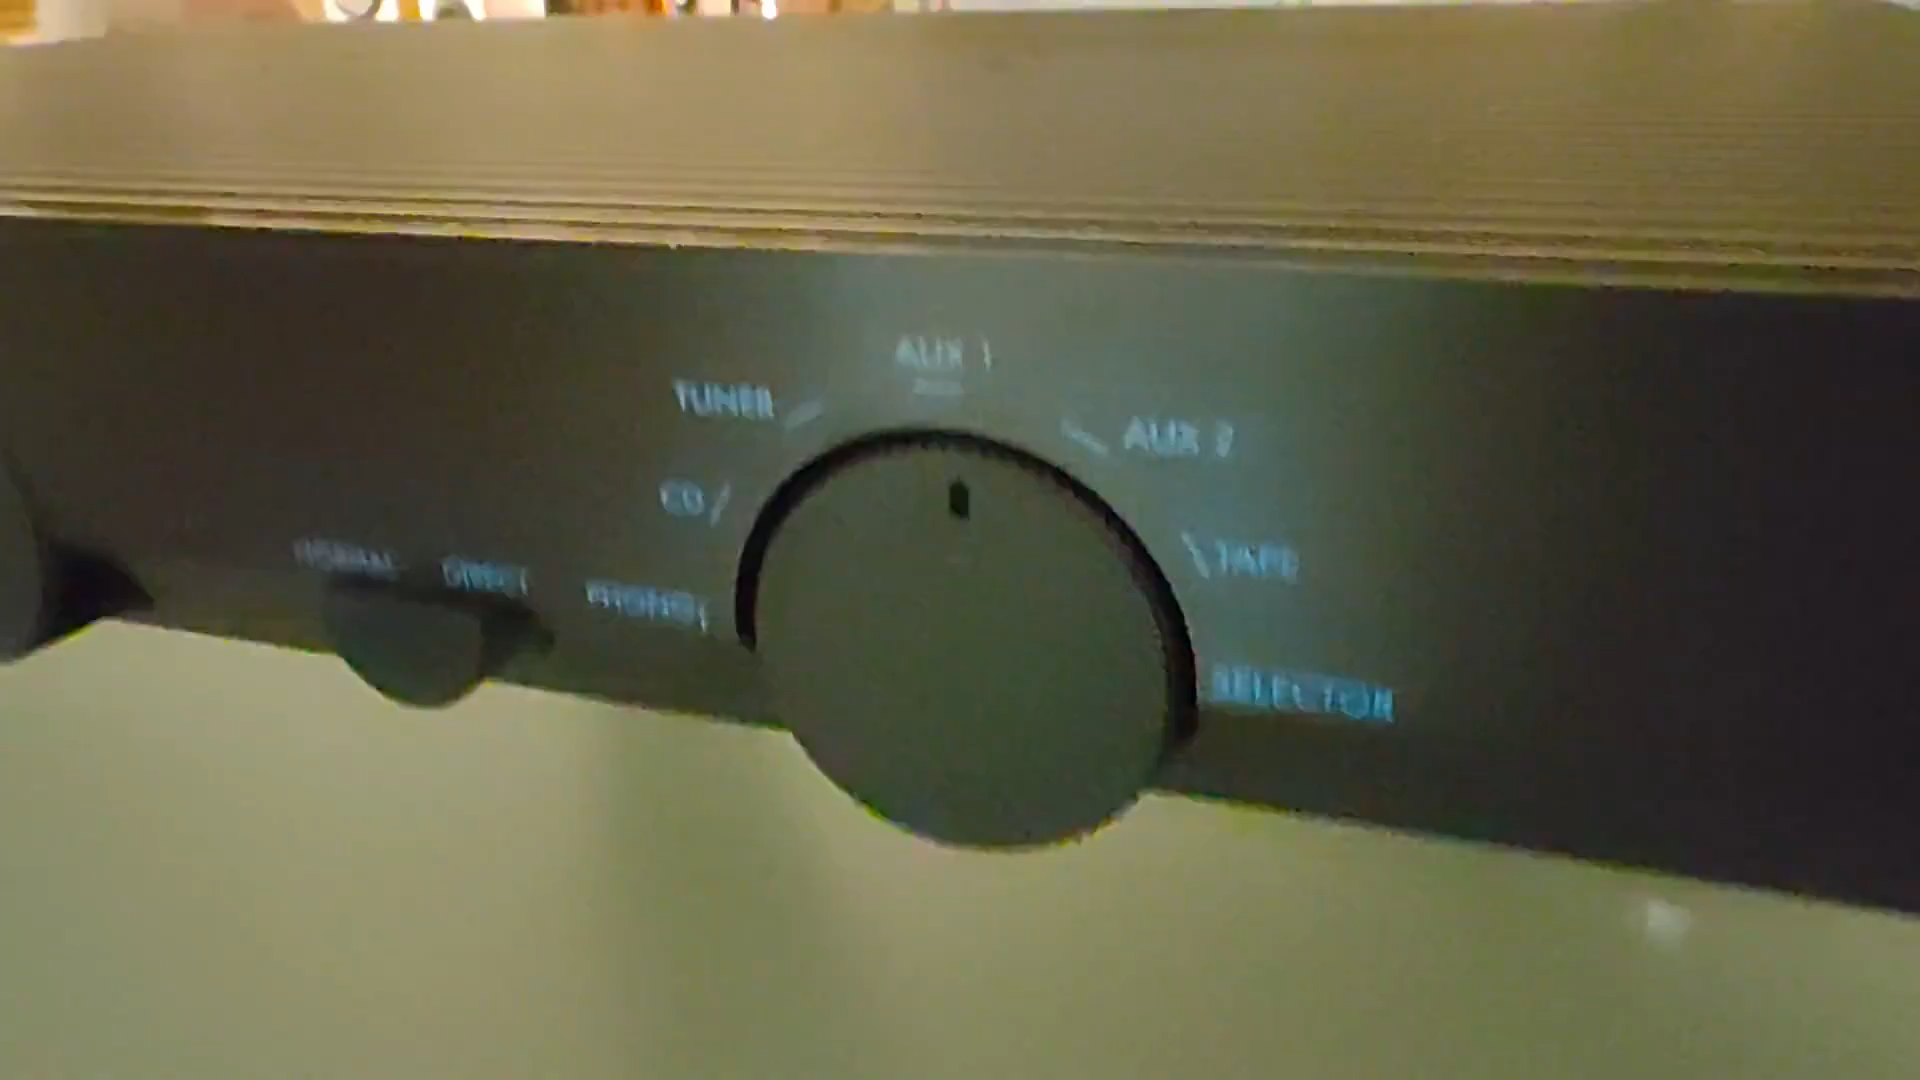 AUX 1
TUNER
AUX 2
CD
TAPE
NORMAL DIRECT
PHONO
SELECTOR